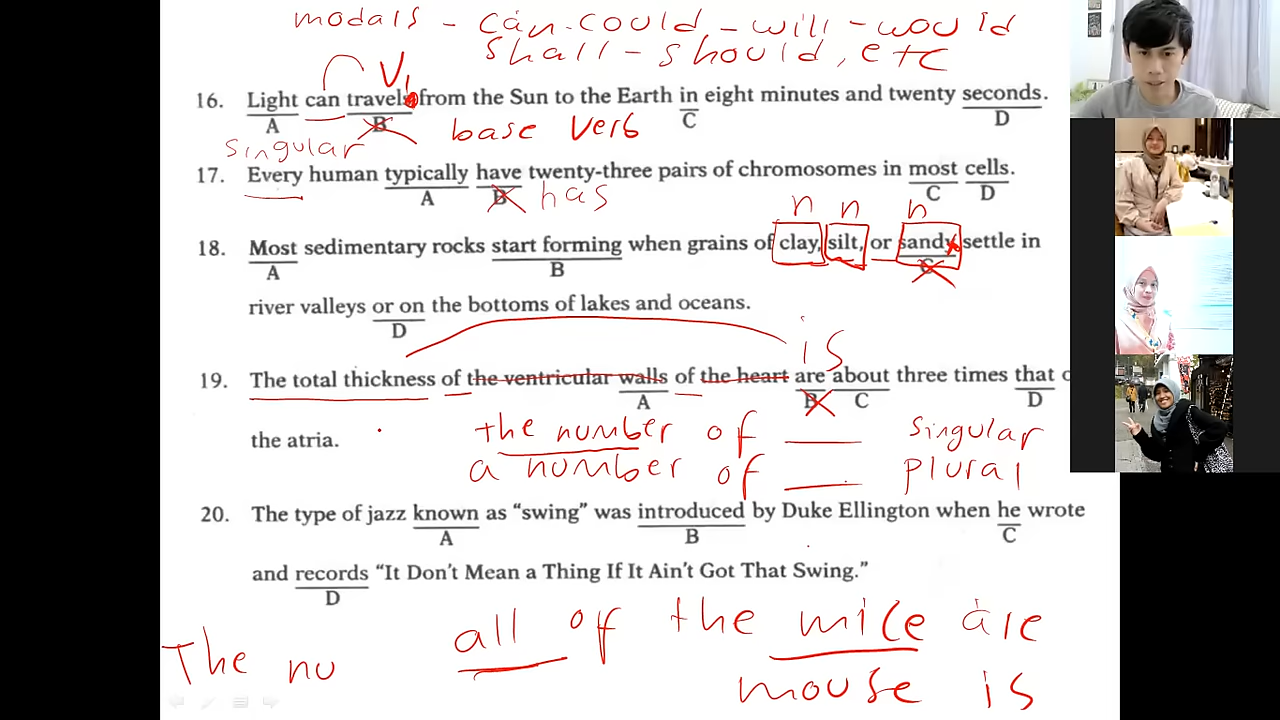 modals - can-could-will-would
shall-should, etc
V1
16. Light can travels from the Sun to the Earth in eight minutes and twenty seconds.
A B C D
base Verb
singular
17. Every human typically have twenty-three pairs of chromosomes in most cells.
A B C D
has
n n n
18. Most sedimentary rocks start forming when grains of clay, silt, or sandy settle in
A B C
river valleys or on the bottoms of lakes and oceans.
D
is
19. The total thickness of the ventricular walls of the heart are about three times that
A B C D
the atria.
the number of ___ singular
a number of ___ plural
20. The type of jazz known as “swing” was introduced by Duke Ellington when he wrote
A B C
and records “It Don’t Mean a Thing If It Ain’t Got That Swing.”
D
all of the mice are
The nu
mouse is